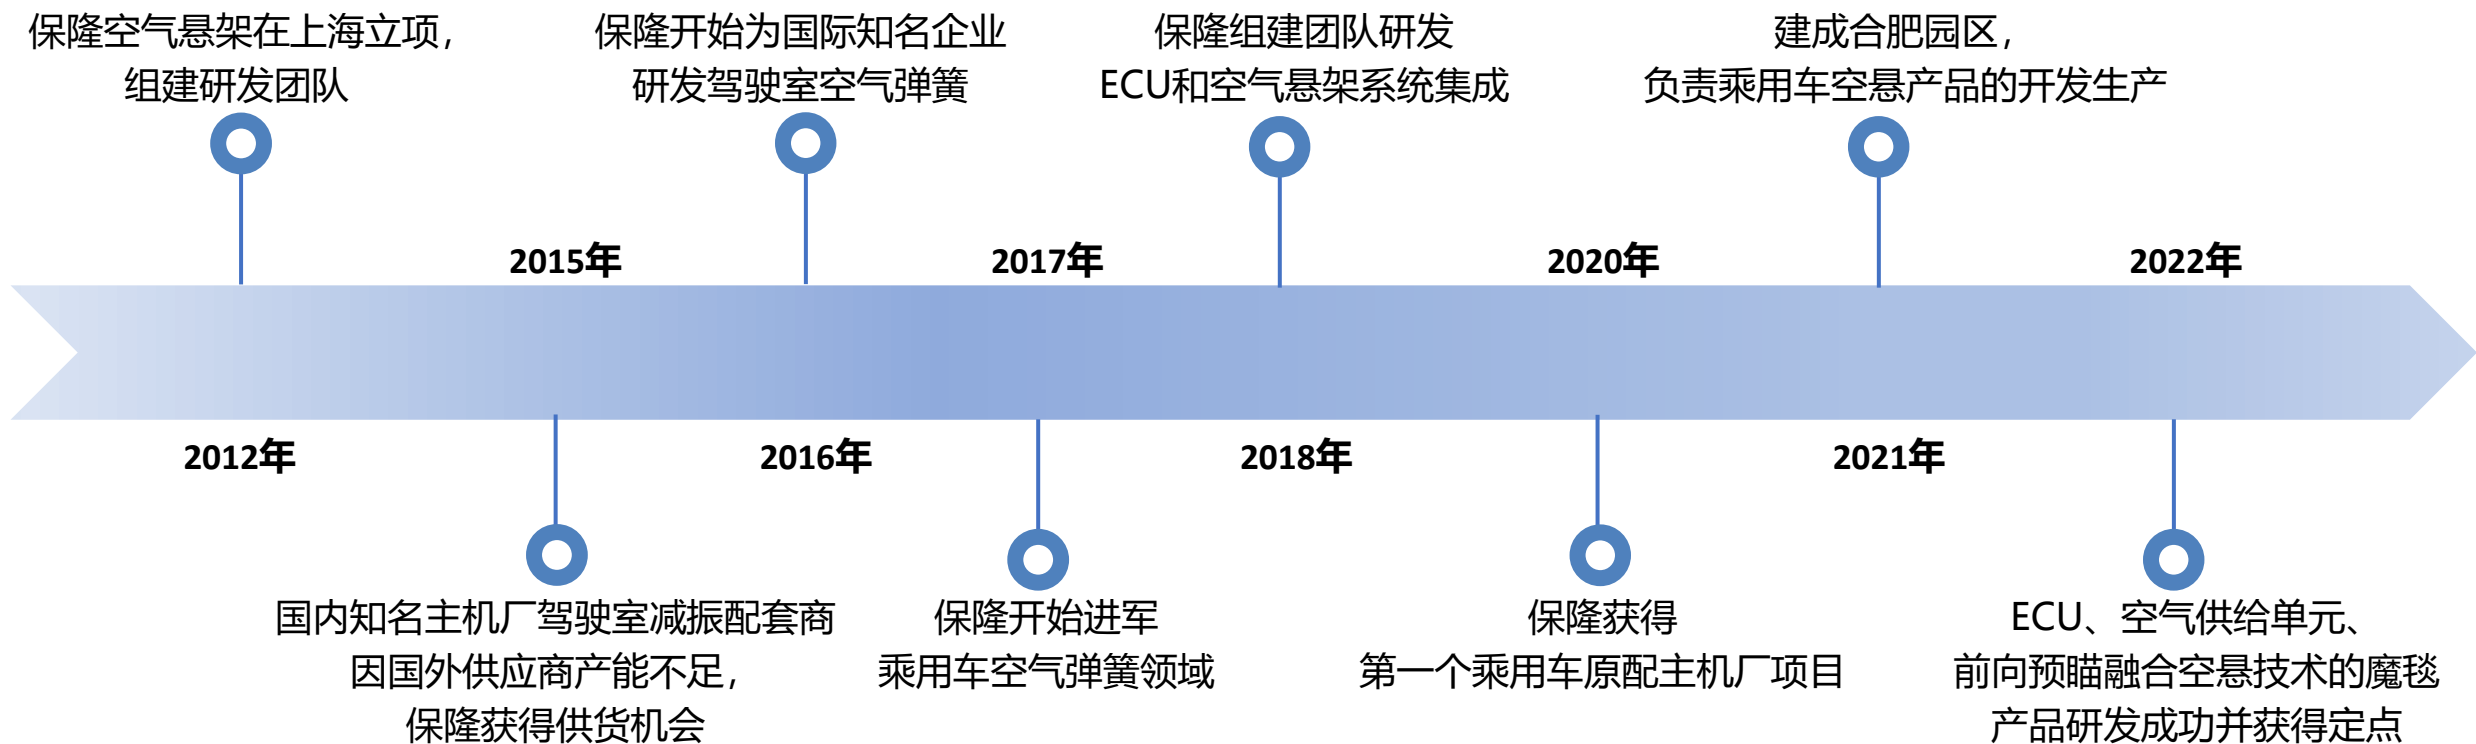 保隆空气悬架在上海立项，
组建研发团队
保隆开始为国际知名企业
研发驾驶室空气弹簧
保隆组建团队研发
ECU和空气悬架系统集成
建成合肥园区，
负责乘用车空悬产品的开发生产
2015年
2017年
2020年
2022年
2012年
2016年
2018年
2021年
国内知名主机厂驾驶室减振配套商
因国外供应商产能不足，
保隆获得供货机会
保隆开始进军
乘用车空气弹簧领域
保隆获得
第一个乘用车原配主机厂项目
ECU、空气供给单元、
前向预瞄融合空悬技术的魔毯
产品研发成功并获得定点